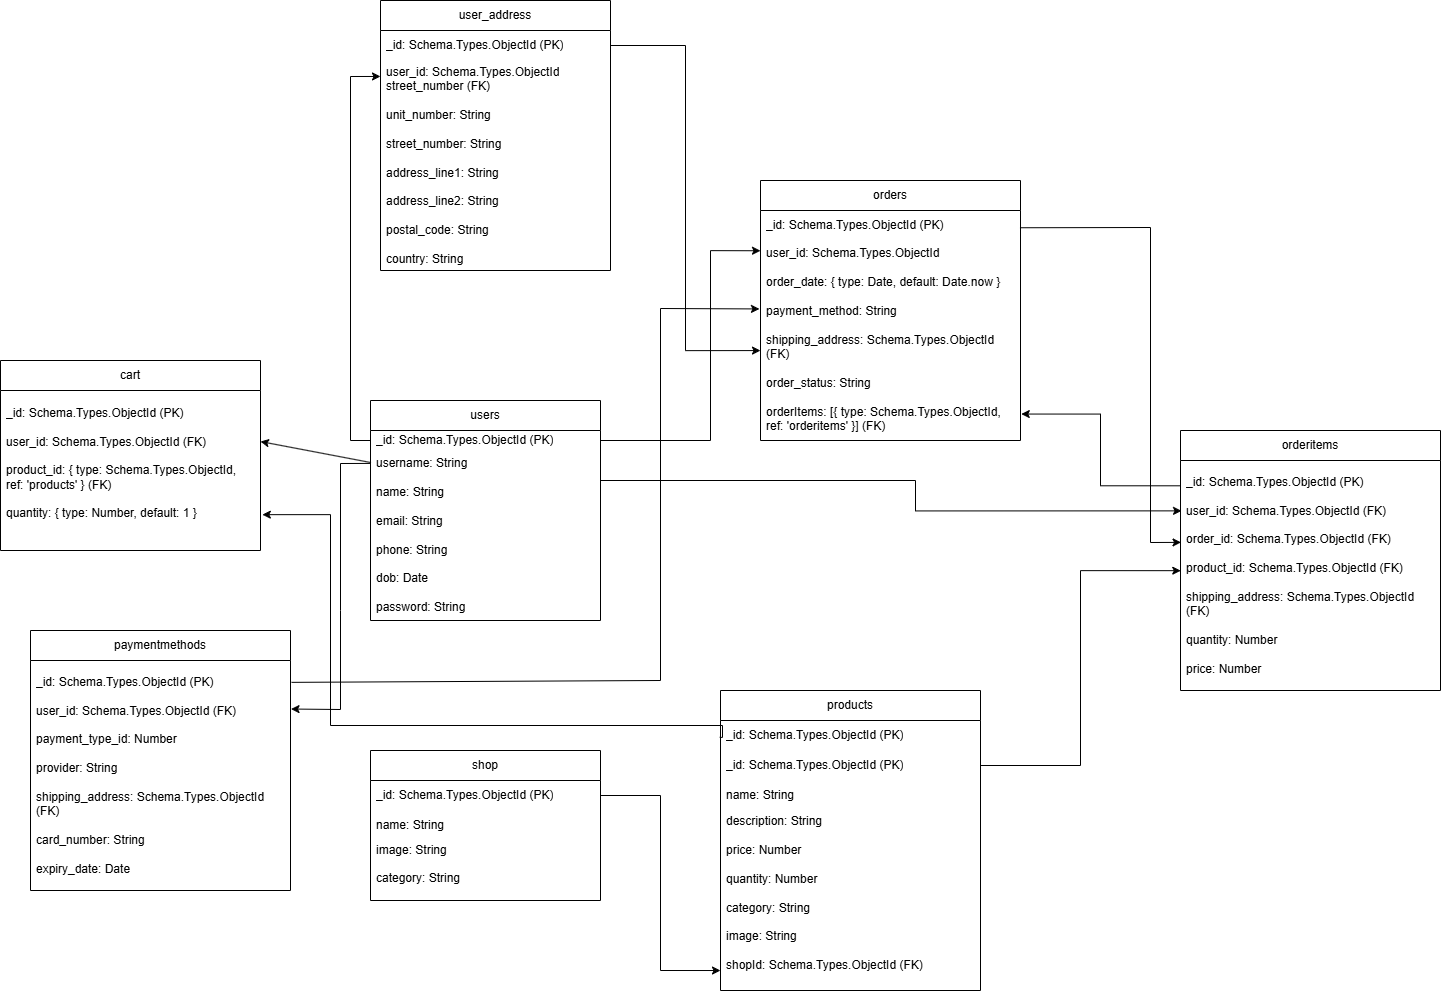 user_address
_id: Schema.Types.ObjectId (PK)
user_id: Schema.Types.ObjectId
street_number (FK)
unit_number: String
street_number: String
address_line1: String
address_line2: String
postal_code: String
country: String
orders
_id: Schema.Types.ObjectId (PK)
user_id: Schema.Types.ObjectId
order_date: { type: Date, default: Date.now }
payment_method: String
shipping_address: Schema.Types.ObjectId
(FK)
order_status: String
orderItems: [{ type: Schema.Types.ObjectId,
ref: 'orderitems' }] (FK)
cart
_id: Schema.Types.ObjectId (PK)
user_id: Schema.Types.ObjectId (FK)
product_id: { type: Schema.Types.ObjectId,
ref: 'products' } (FK)
quantity: { type: Number, default: 1 }
users
_id: Schema.Types.ObjectId (PK)
username: String
name: String
email: String
phone: String
dob: Date
password: String
orderitems
_id: Schema.Types.ObjectId (PK)
user_id: Schema.Types.ObjectId (FK)
order_id: Schema.Types.ObjectId (FK)
product_id: Schema.Types.ObjectId (FK)
shipping_address: Schema.Types.ObjectId
(FK)
quantity: Number
price: Number
paymentmethods
_id: Schema.Types.ObjectId (PK)
user_id: Schema.Types.ObjectId (FK)
payment_type_id: Number
provider: String
shipping_address: Schema.Types.ObjectId
(FK)
card_number: String
expiry_date: Date
shop
_id: Schema.Types.ObjectId (PK)
name: String
image: String
category: String
products
_id: Schema.Types.ObjectId (PK)
_id: Schema.Types.ObjectId (PK)
name: String
description: String
price: Number
quantity: Number
category: String
image: String
shopId: Schema.Types.ObjectId (FK)